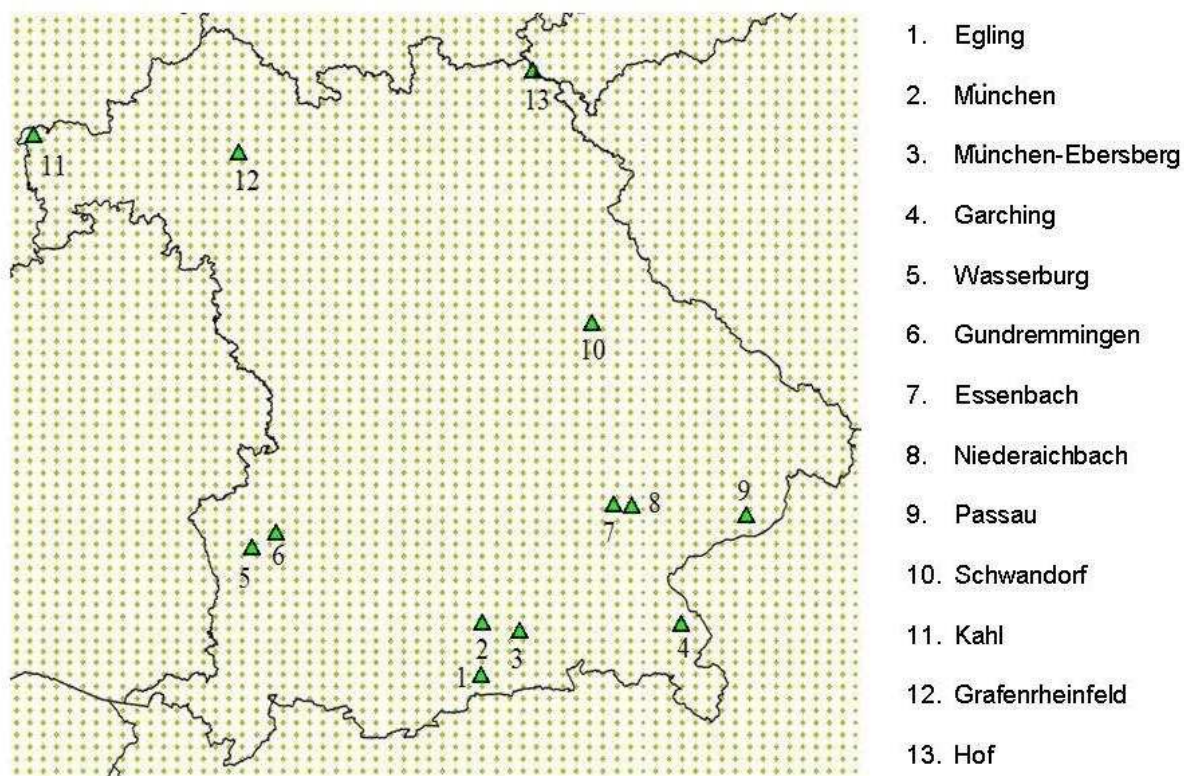 1. Egling
2. München
3. München-Ebersberg
4. Garching
5. Wasserburg
6. Gundremmingen
7. Essenbach
8. Niederaichbach
9. Passau
10. Schwandorf
11. Kahl
12. Grafenrheinfeld
13. Hof
13
11
12
10
9
8
7
6
5
2
3
4
1